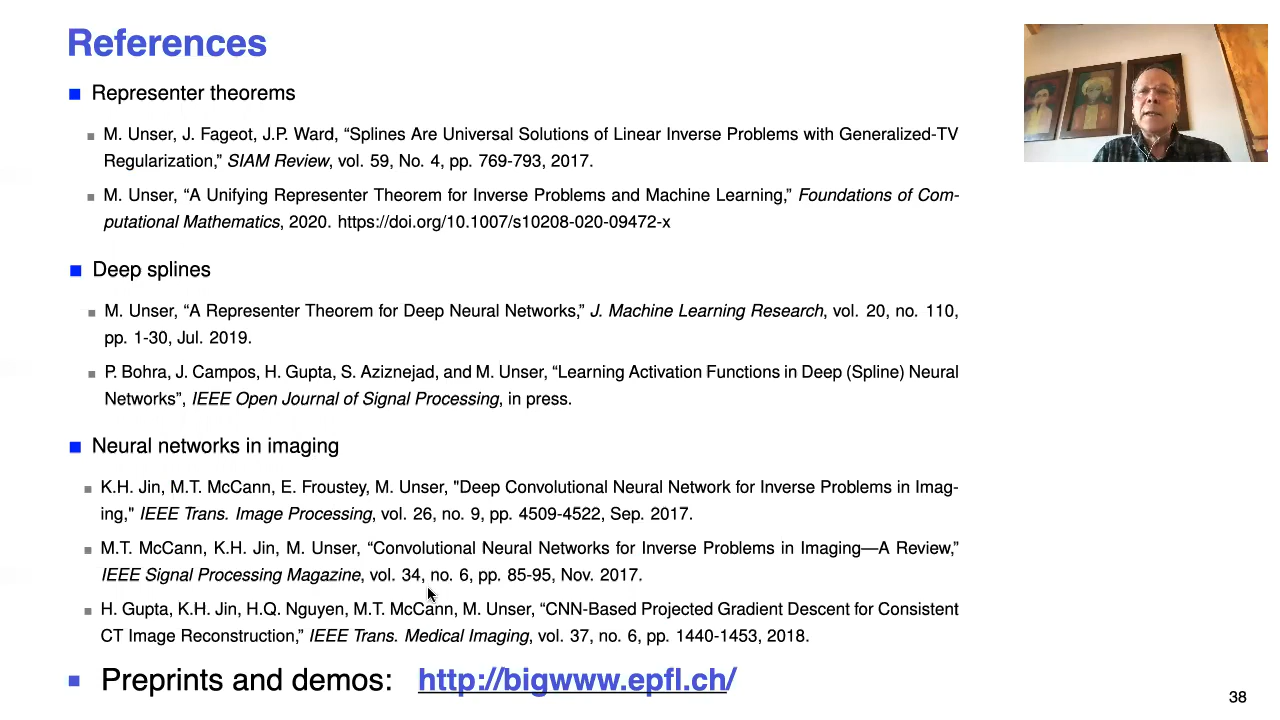 References
Representer theorems
M. Unser, J. Fageot, J.P. Ward, “Splines Are Universal Solutions of Linear Inverse Problems with Generalized-TV
Regularization,” SIAM Review, vol. 59, No. 4, pp. 769-793, 2017.
M. Unser, “A Unifying Representer Theorem for Inverse Problems and Machine Learning,” Foundations of Com-
putational Mathematics, 2020. https://doi.org/10.1007/s10208-020-09472-x
Deep splines
M. Unser, “A Representer Theorem for Deep Neural Networks,” J. Machine Learning Research, vol. 20, no. 110,
pp. 1-30, Jul. 2019.
P. Bohra, J. Campos, H. Gupta, S. Aziznejad, and M. Unser, “Learning Activation Functions in Deep (Spline) Neural
Networks”, IEEE Open Journal of Signal Processing, in press.
Neural networks in imaging
K.H. Jin, M.T. McCann, E. Froustey, M. Unser, "Deep Convolutional Neural Network for Inverse Problems in Imag-
ing," IEEE Trans. Image Processing, vol. 26, no. 9, pp. 4509-4522, Sep. 2017.
M.T. McCann, K.H. Jin, M. Unser, “Convolutional Neural Networks for Inverse Problems in Imaging—A Review,”
IEEE Signal Processing Magazine, vol. 34, no. 6, pp. 85-95, Nov. 2017.
H. Gupta, K.H. Jin, H.Q. Nguyen, M.T. McCann, M. Unser, “CNN-Based Projected Gradient Descent for Consistent
CT Image Reconstruction,” IEEE Trans. Medical Imaging, vol. 37, no. 6, pp. 1440-1453, 2018.
Preprints and demos: http://bigwww.epfl.ch/
38